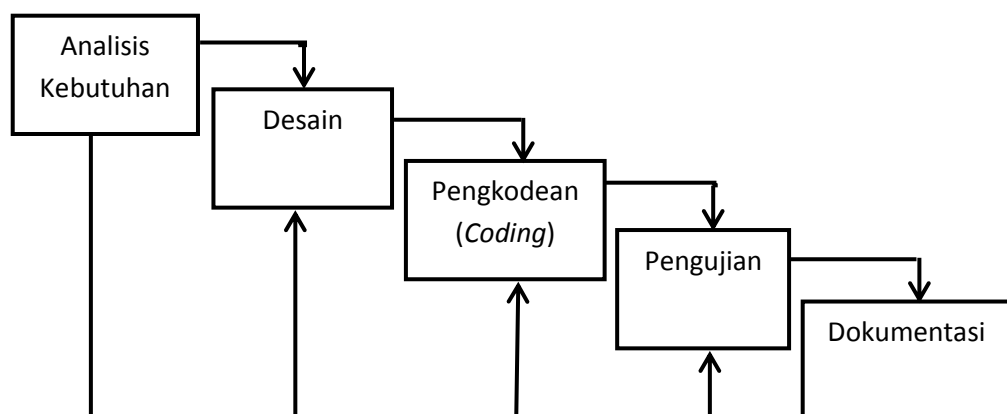 Analisis
Kebutuhan
Desain
Pengkodean
(Coding)
Pengujian
Dokumentasi